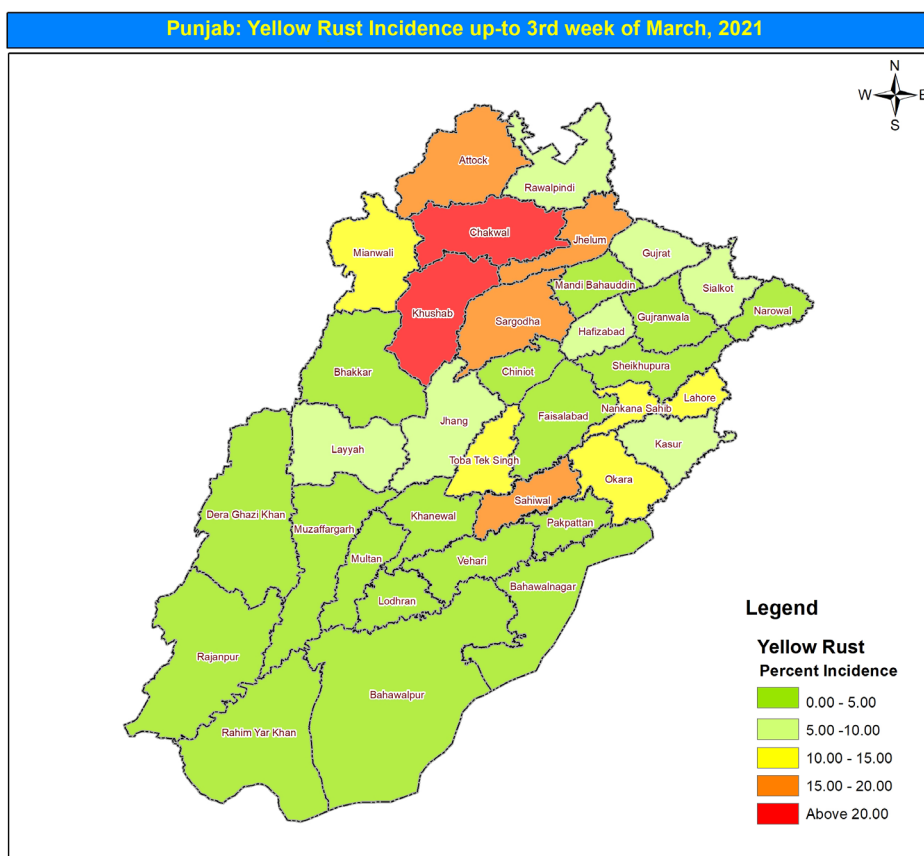 Punjab: Yellow Rust Incidence up-to 3rd week of March, 2021
N
W E
S
Attock
Rawalpindi
Chakwal
Jhelum
Mianwali
Gujrat
Mandi Bahauddin
Sialkot
Khushab
Sargodha
Gujranwala
Narowal
Hafizabad
Sheikhupura
Bhakkar
Chiniot
Lahore
Nankana Sahib
Faisalabad
Jhang
Kasur
Layyah
Toba Tek Singh
Okara
Sahiwal
Dera Ghazi Khan
Khanewal
Pakpattan
Muzaffargarh
Multan
Vehari
Bahawalnagar
Lodhran
Rajanpur
Bahawalpur
Rahim Yar Khan
Legend
Yellow Rust
Percent Incidence
0.00 - 5.00
5.00 -10.00
10.00 - 15.00
15.00 - 20.00
Above 20.00